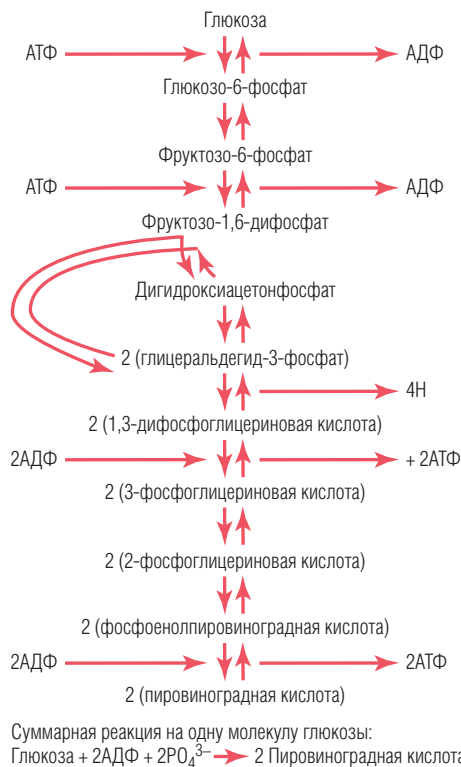 Глюкоза
АТФ АДФ
Глюкозо-6-фосфат
Фруктозо-6-фосфат
АТФ АДФ
Фруктозо-1,6-дифосфат
Дигидроксиацетонфосфат
2 (глицеральдегид-3-фосфат)
4H
2 (1,3-дифосфоглицериновая кислота)
2АДФ + 2АТФ
2 (3-фосфоглицериновая кислота)
2 (2-фосфоглицериновая кислота)
2 (фосфоенолпировиноградная кислота)
2АДФ 2АТФ
2 (пировиноградная кислота)
Суммарная реакция на одну молекулу глюкозы:
Глюкоза + 2АДФ + 2PO₄³⁻ → 2 Пировиноградная кислота